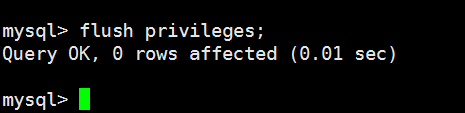 mysql> flush privileges;
Query OK, 0 rows affected (0.01 sec)
mysql>